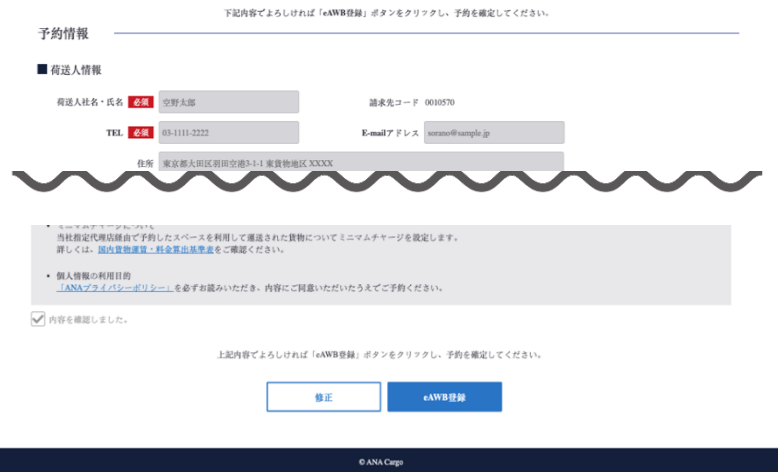 下記内容でよろしければ「eAWB登録」ボタンをクリックし、予約を確定してください。
予約情報
荷送人情報
荷送人社名・氏名 必須 空野太郎 請求先コード 0010570
TEL 必須 03-1111-2222 E-mailアドレス sorano@sample.jp
住所 東京都大田区羽田空港3-1-1 東貨物地区 XXXX
・ ミニマムチャージについて
当社指定代理店経由で予約したスペースを利用して運送された貨物についてミニマムチャージを設定します。
詳しくは、国内貨物運賃・料金算出基準表をご確認ください。
・ 個人情報の利用目的
「ANAプライバシーポリシー」を必ずお読みいただき、内容にご同意いただいたうえでご予約ください。
内容を確認しました。
上記内容でよろしければ「eAWB登録」ボタンをクリックし、予約を確定してください。
修正 eAWB登録
© ANA Cargo